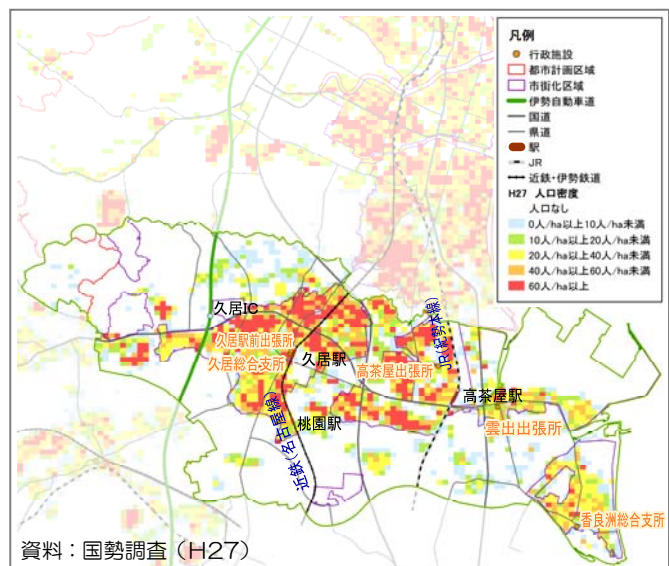 凡例
行政施設
都市計画区域
市街化区域
伊勢自動車道
国道
県道
駅
JR
近鉄・伊勢鉄道
H27 人口密度
人口なし
0人/ha以上10人/ha未満
10人/ha以上20人/ha未満
20人/ha以上40人/ha未満
40人/ha以上60人/ha未満
60人/ha以上
久居IC
久居駅前出張所
久居総合支所
久居駅
高茶屋出張所
JR(紀勢本線)
高茶屋駅
桃園駅
雲出出張所
近鉄(名古屋線)
香良洲総合支所
資料：国勢調査（H27）